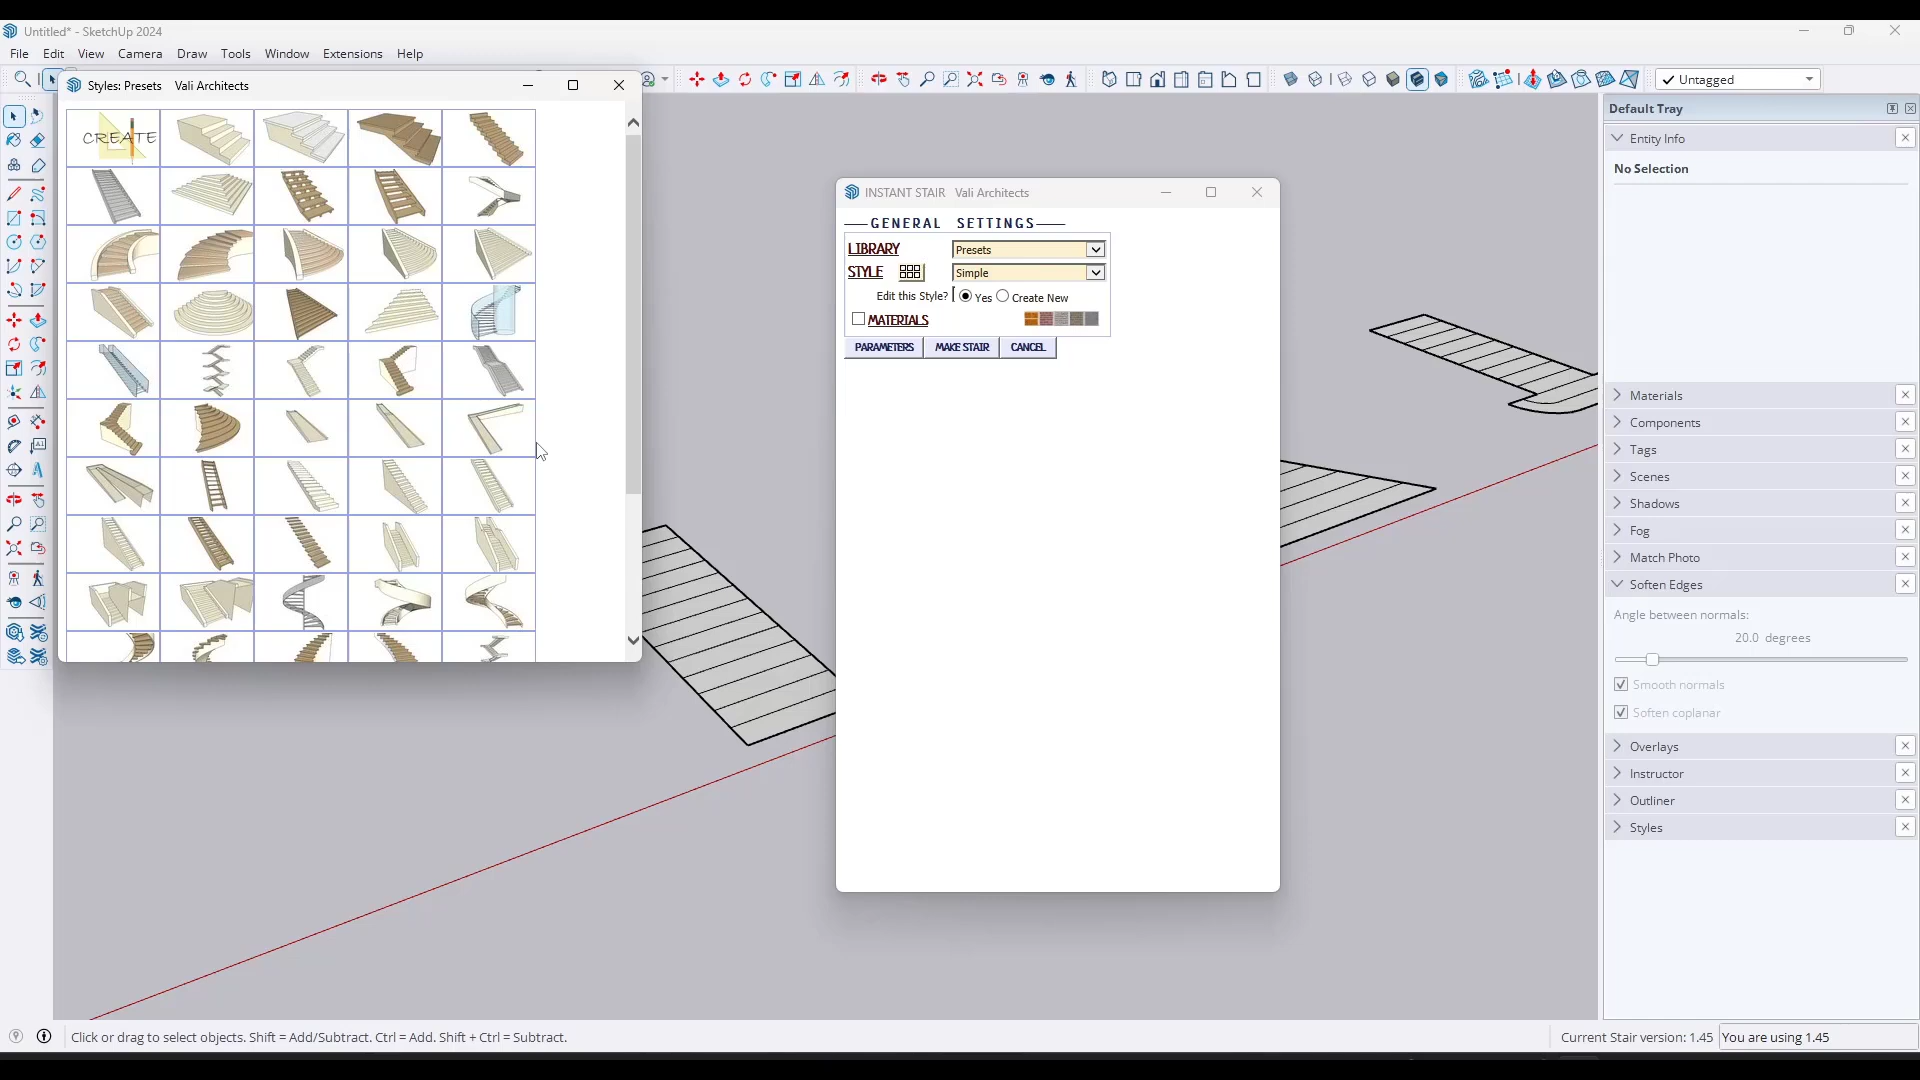 Untitled* - SketchUp 2024
File Edit View Camera Draw Tools Window Extensions Help
Untagged
Styles: Presets Vali Architects
CREATE
INSTANT STAIR Vali Architects
GENERAL SETTINGS
LIBRARY Presets
STYLE Simple
Edit this Style? Yes Create New
MATERIALS
PARAMETERS MAKE STAIR CANCEL
Default Tray
Entity Info
No Selection
Materials
Components
Tags
Scenes
Shadows
Fog
Match Photo
Soften Edges
Angle between normals:
20.0 degrees
Smooth normals
Soften coplanar
Overlays
Instructor
Outliner
Styles
Click or drag to select objects. Shift = Add/Subtract. Ctrl = Add. Shift + Ctrl = Subtract.
Current Stair version: 1.45 You are using 1.45